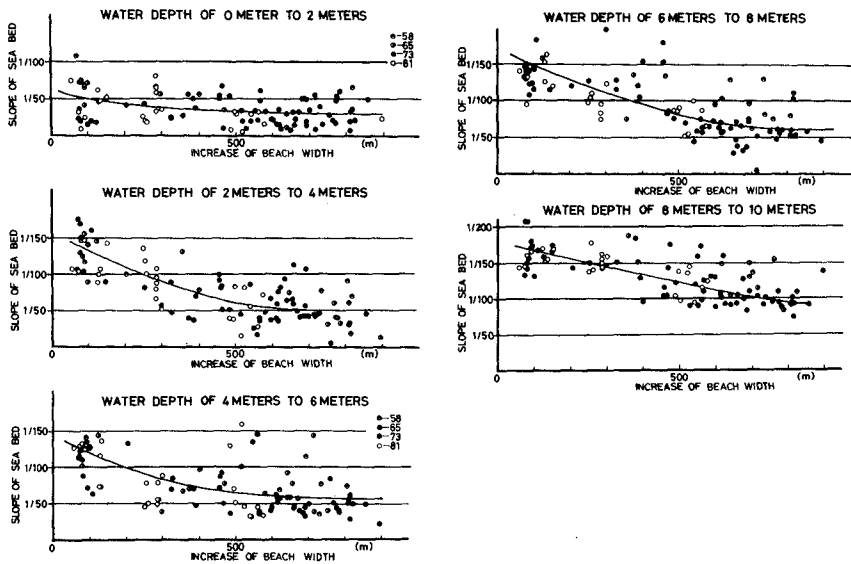 WATER DEPTH OF 0 METER TO 2 METERS
58
65
73
81
SLOPE OF SEA BED
1/100
1/50
0
500
(m)
INCREASE OF BEACH WIDTH
WATER DEPTH OF 2 METERS TO 4 METERS
SLOPE OF SEA BED
1/150
1/100
1/50
0
500
(m)
INCREASE OF BEACH WIDTH
WATER DEPTH OF 4 METERS TO 6 METERS
58
65
73
81
SLOPE OF SEA BED
1/150
1/100
1/50
0
500
(m)
INCREASE OF BEACH WIDTH
WATER DEPTH OF 6 METERS TO 8 METERS
SLOPE OF SEA BED
1/150
1/100
1/50
0
500
(m)
INCREASE OF BEACH WIDTH
WATER DEPTH OF 8 METERS TO 10 METERS
SLOPE OF SEA BED
1/200
1/150
1/100
1/50
0
500
(m)
INCREASE OF BEACH WIDTH